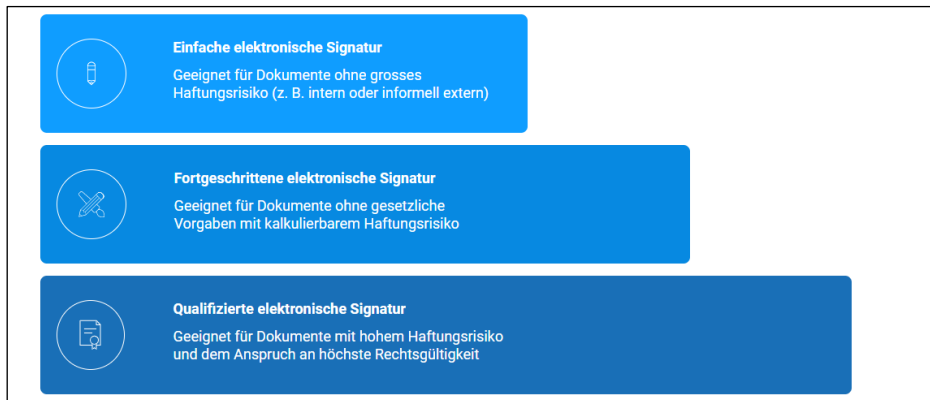 Einfache elektronische Signatur
Geeignet für Dokumente ohne grosses
Haftungsrisiko (z. B. intern oder informell extern)
Fortgeschrittene elektronische Signatur
Geeignet für Dokumente ohne gesetzliche
Vorgaben mit kalkulierbarem Haftungsrisiko
Qualifizierte elektronische Signatur
Geeignet für Dokumente mit hohem Haftungsrisiko
und dem Anspruch an höchste Rechtsgültigkeit